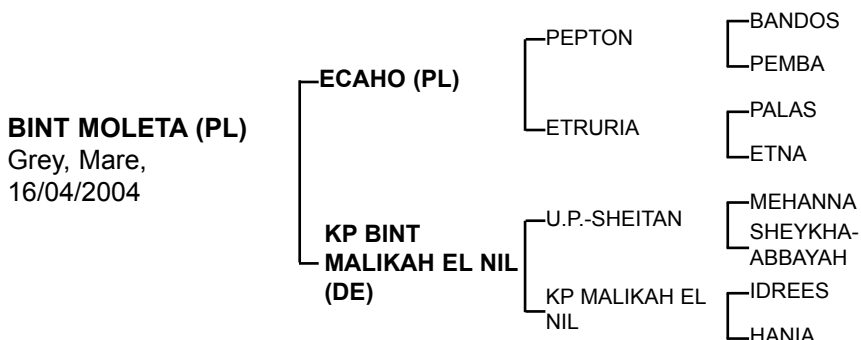 BINT MOLETA (PL)
Grey, Mare,
16/04/2004
ECAHO (PL)
KP BINT
MALIKAH EL NIL
(DE)
PEPTON
ETRURIA
U.P.-SHEITAN
KP MALIKAH EL
NIL
BANDOS
PEMBA
PALAS
ETNA
MEHANNA
SHEYKHA-
ABBAYAH
IDREES
HANIA